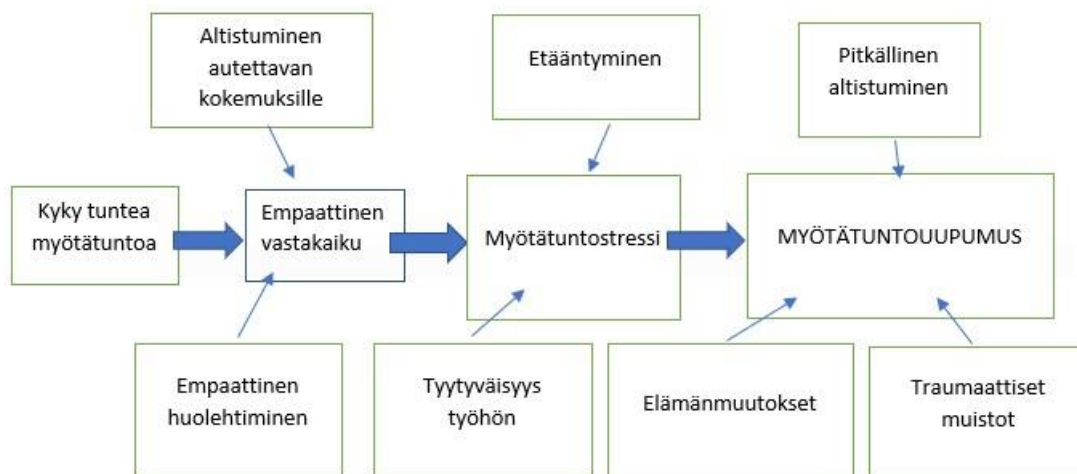 Altistuminen
autettavan
kokemuksille
Etääntyminen
Pitkällinen
altistuminen
Kyky tuntea
myötätuntoa
Empaattinen
vastakaiku
Myötätuntostressi
MYÖTÄTUNTOUUPUMUS
Empaattinen
huolehtiminen
Tyytyväisyys
työhön
Elämänmuutokset
Traumaattiset
muistot